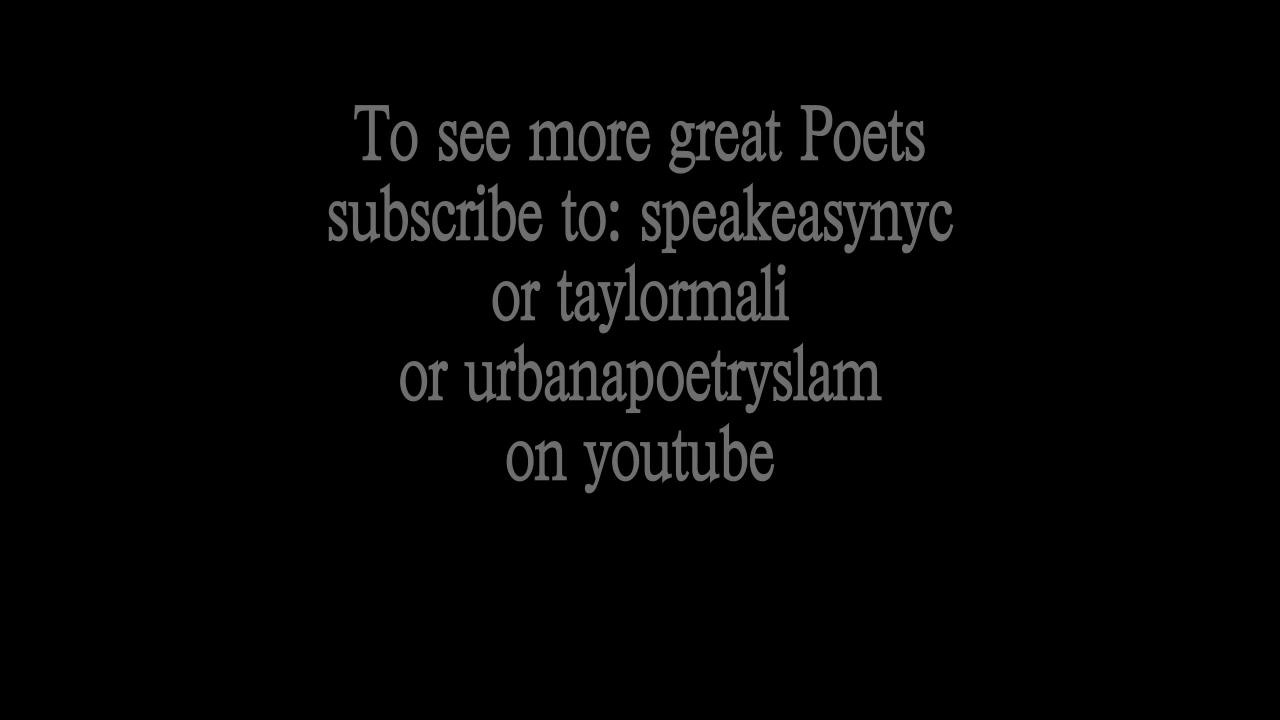 To see more great Poets
subscribe to: speakeasynyc
or taylormali
or urbanapoetryslam
on youtube